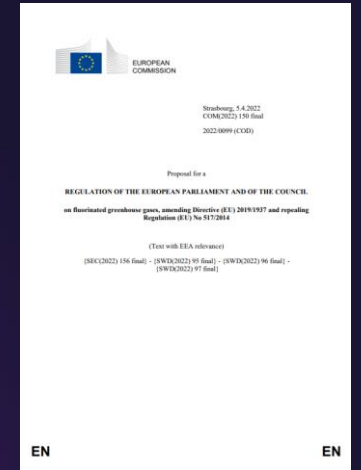 EUROPEAN
COMMISSION
Strasbourg, 5.4.2022
COM(2022) 150 final
2022/0099 (COD)
Proposal for a
REGULATION OF THE EUROPEAN PARLIAMENT AND OF THE COUNCIL
on fluorinated greenhouse gases, amending Directive (EU) 2019/1937 and repealing
Regulation (EU) No 517/2014
(Text with EEA relevance)
{SEC(2022) 156 final} - {SWD(2022) 95 final} - {SWD(2022) 96 final} -
{SWD(2022) 97 final}
EN
EN